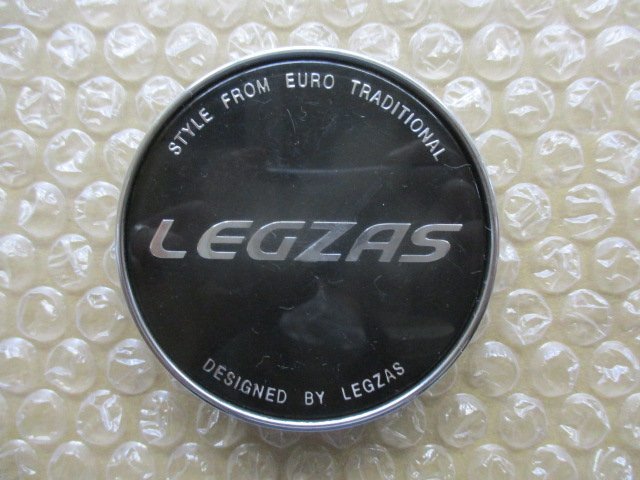 STYLE FROM EURO TRADITIONAL
LEGZAS
DESIGNED BY LEGZAS